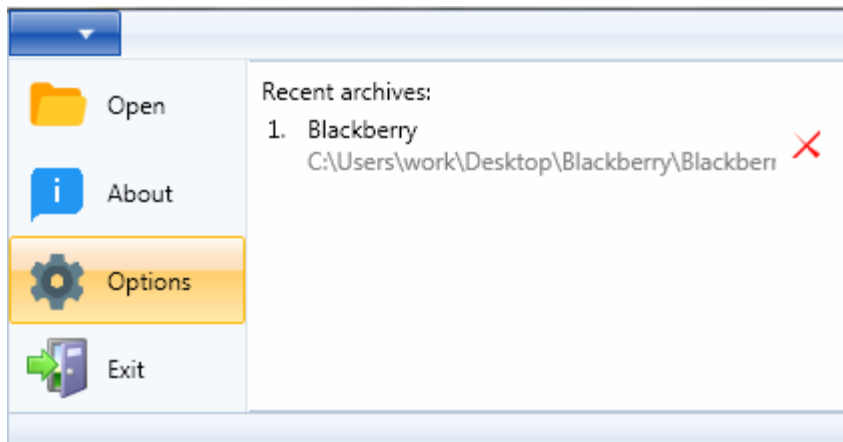 Open
About
Options
Exit
Recent archives:
1. Blackberry
C:\Users\work\Desktop\Blackberry\Blackberr